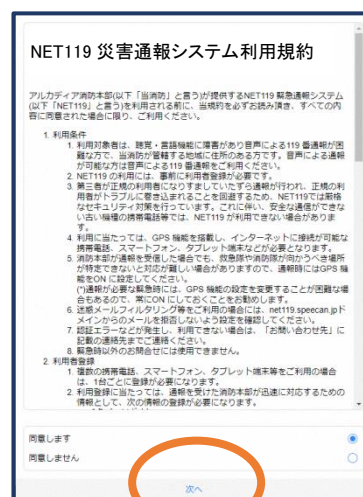 NET119 災害通報システム利用規約
アルカディア消防本部(以下「当消防」と言う)が提供するNET119 緊急通報システム
(以下「NET119」と言う)を利用される前に、当規約を必ずお読み頂き、すべての内
容に同意された場合に限り、ご利用ください。
1. 利用条件
1. 利用対象者は、聴覚・言語機能に障害があり音声による119 番通報が困
難な方で、当消防が管轄する地域に住所のある方です。音声による通報
が可能な方は音声による119 番通報をご利用ください。
2. NET119 の利用には、事前に利用者登録が必要です。
3. 第三者が正規の利用者になりすましていたずら通報が行われ、正規の利
用者がトラブルに巻き込まれることを回避するため、NET119では厳格
なセキュリティ対策を行っています。これに伴い、安全な通信ができな
い古い機種の携帯電話等では、NET119 が利用できない場合がありま
す。
4. 利用に当たっては、GPS 機能を搭載し、インターネットに接続が可能な
携帯電話、スマートフォン、タブレット端末などが必要となります。
5. 消防本部が通報を受信した場合でも、救急隊や消防隊が向かうべき場所
が特定できないと対応が難しい場合がありますので、通報時にはGPS 機
能をON に設定してください。
(*)通報が必要な緊急時には、GPS 機能の設定を変更することが困難な場
合もあるので、常にON にしておくことをお勧めします。
6. 迷惑メールフィルタリング等をご利用の場合には、net119.speecan.jpド
メインからのメールを拒否しないよう設定を確認してください。
7. 認証エラーなどが発生し、利用できない場合は、「お問い合わせ先」に
記載の連絡先までご連絡ください。
8. 緊急時以外のお問合せには使用できません。
2. 利用者登録
1. 複数の携帯電話、スマートフォン、タブレット端末等をご利用の場合
は、1台ごとに登録が必要になります。
2. 利用登録に当たっては、通報を受けた消防本部が迅速に対応するための
情報として、次の情報の登録が必要になります。
同意します
同意しません
次へ